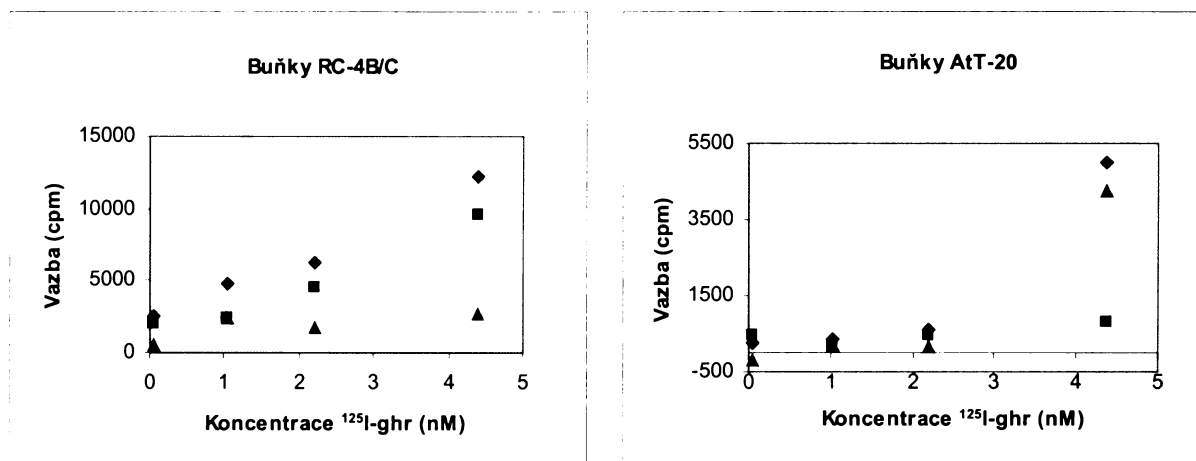 Buňky RC-4B/C
15000
10000
5000
0
Vazba (cpm)
0 1 2 3 4 5
Koncentrace ¹²⁵I-ghr (nM)
Buňky AtT-20
5500
3500
1500
-500
Vazba (cpm)
0 1 2 3 4 5
Koncentrace ¹²⁵I-ghr (nM)